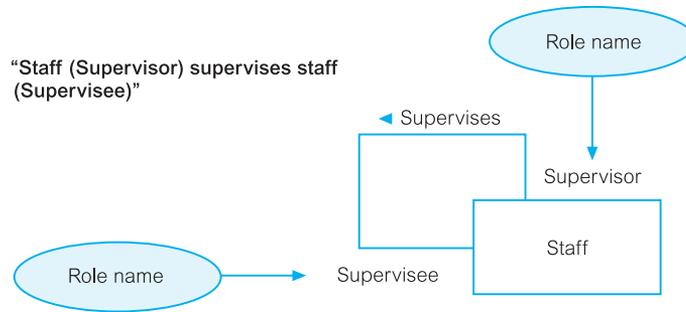 Role name
“Staff (Supervisor) supervises staff
(Supervisee)”
◄ Supervises
Supervisor
Staff
Role name
Supervisee